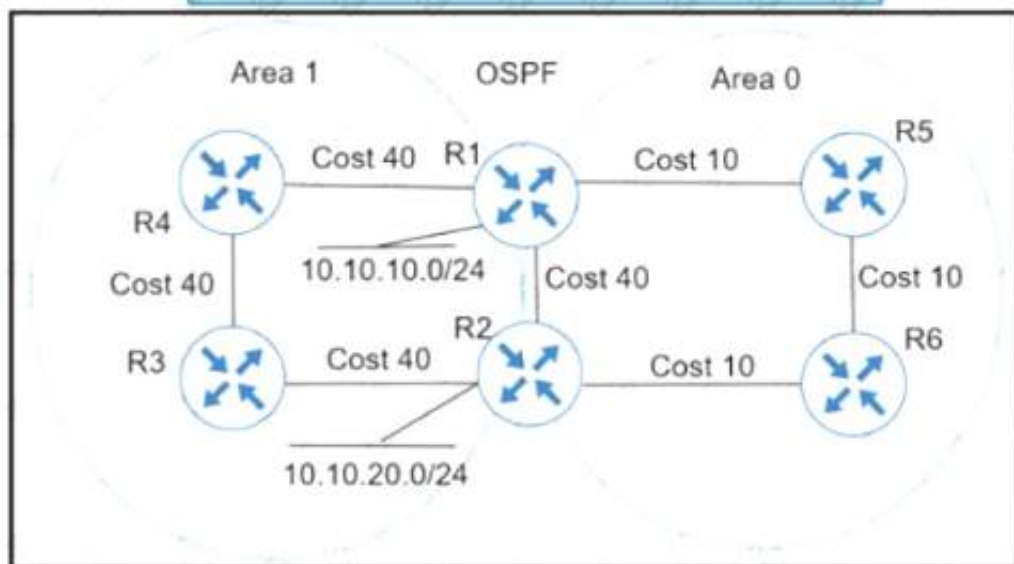 Area 1
OSPF
Area 0
R5
Cost 40
R1
Cost 10
R4
10.10.10.0/24
Cost 40
Cost 40
Cost 10
R2
R6
R3
Cost 40
Cost 10
10.10.20.0/24